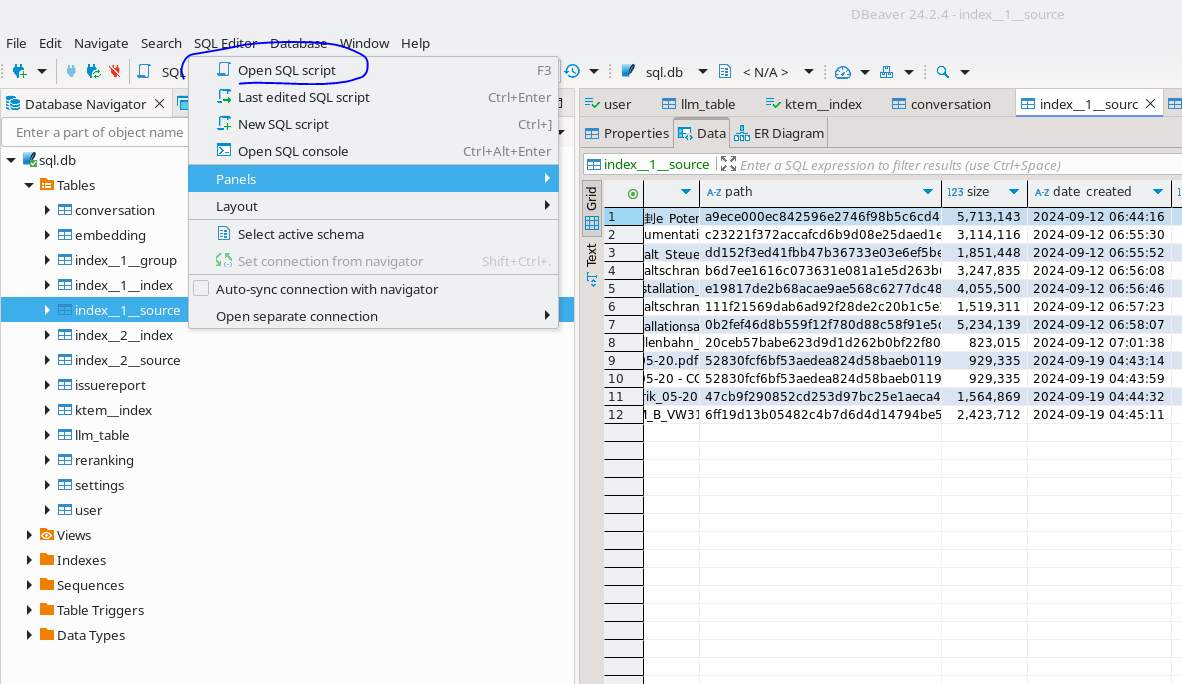 DBeaver 24.2.4 - index__1__source
File Edit Navigate Search SQL Editor Database Window Help
SQL
sql.db < N/A >
Open SQL script F3
Last edited SQL script Ctrl+Enter
New SQL script Ctrl+]
Open SQL console Ctrl+Alt+Enter
Panels
Layout
Select active schema
Set connection from navigator Shift+Ctrl+.
Auto-sync connection with navigator
Open separate connection
Database Navigator
Enter a part of object name
sql.db
Tables
conversation
embedding
index__1__group
index__1__index
index__1__source
index__2__index
index__2__source
issuereport
ktem__index
llm_table
reranking
settings
user
Views
Indexes
Sequences
Table Triggers
Data Types
user llm_table ktem__index conversation index__1__sourc
Properties Data ER Diagram
index__1__source Enter a SQL expression to filter results (use Ctrl+Space)
Grid
Text
A-Z path 123 size A-Z date_created
1 le_Poten a9ece000ec842596e2746f98b5c6cd4 5,713,143 2024-09-12 06:44:16
2 umentati c23221f372accafcd6b9d08e25daed1e 3,114,116 2024-09-12 06:55:30
3 alt_Steue dd152f3ed41fbb47b36733e03e6ef5be 1,851,448 2024-09-12 06:55:52
4 altschran b6d7ee1616c073631e081a1e5d263b 3,247,835 2024-09-12 06:56:08
5 stallation_ e19817de2b68acae9ae568c6277dc48 4,055,500 2024-09-12 06:56:46
6 altschran 111f21569dab6ad92f28de2c20b1c5e 1,519,311 2024-09-12 06:57:23
7 allationsa 0b2fef46d8b559f12f780d88c58f91e5 5,234,139 2024-09-12 06:58:07
8 lenbahn_ 20ceb57babe623d9d1d262b0bf22f80 823,015 2024-09-12 07:01:38
9 05-20.pdf 52830fcf6bf53aedea824d58baeb0119 929,335 2024-09-19 04:43:14
10 05-20 - CC 52830fcf6bf53aedea824d58baeb0119 929,335 2024-09-19 04:43:59
11 rik_05-20 47cb9f290852cd253d97bc25e1aeca4 1,564,869 2024-09-19 04:44:32
12 M_B_VW31 6ff19d13b05482c4b7d6d4d14794be5 2,423,712 2024-09-19 04:45:11